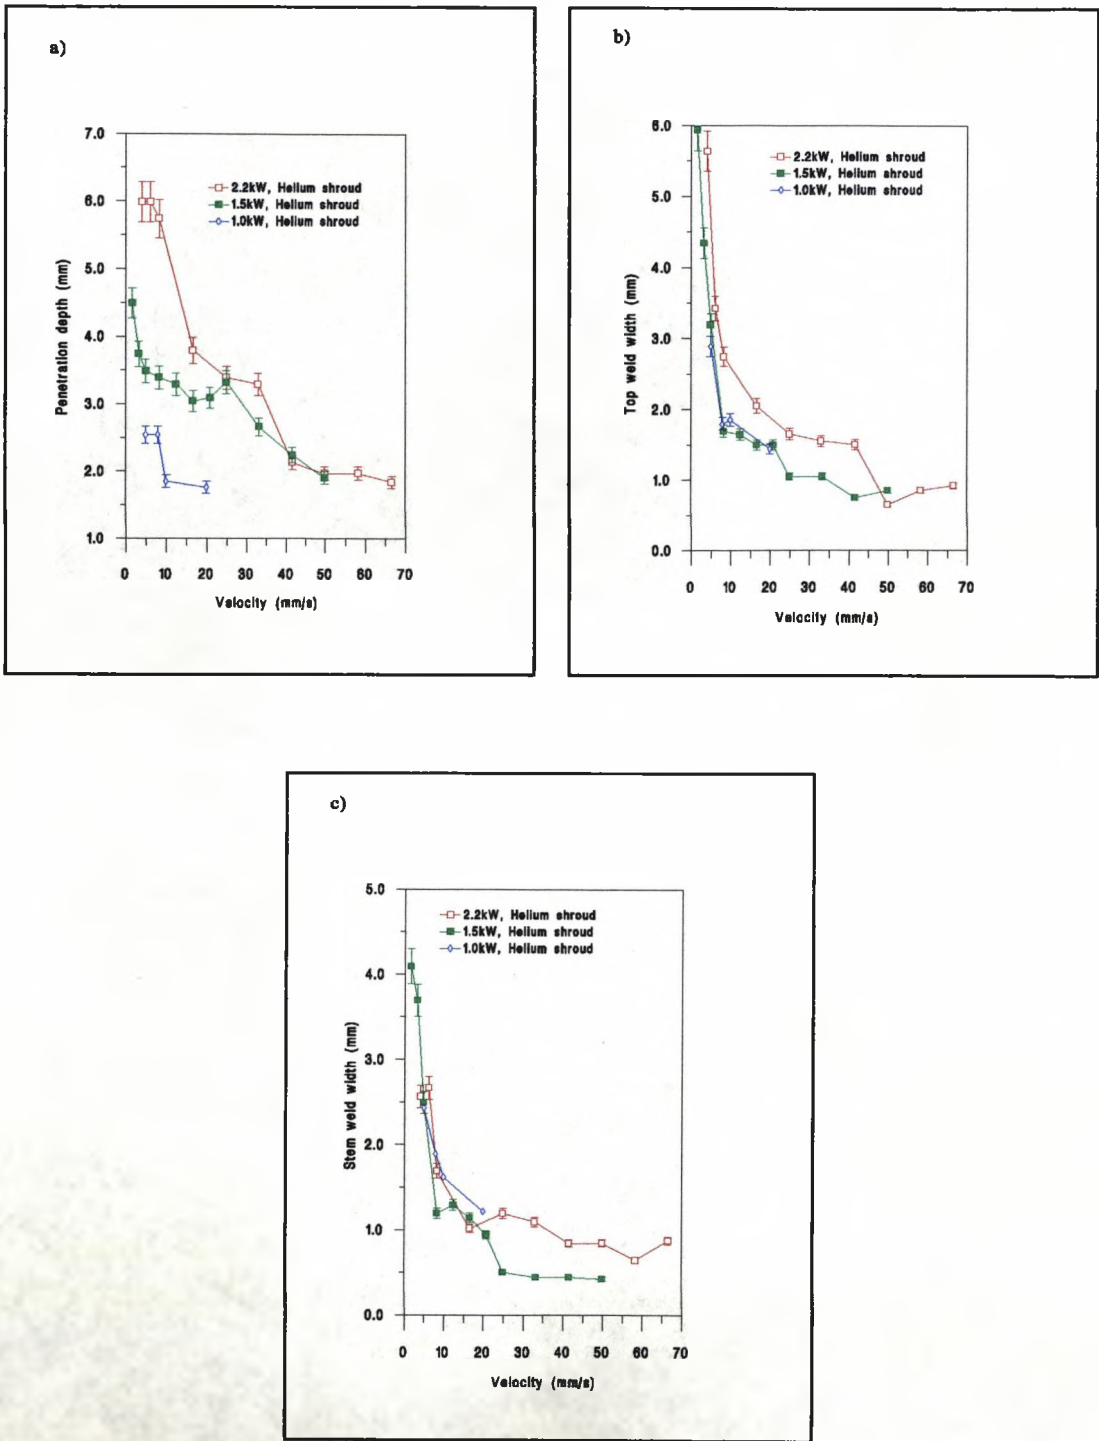 a)
7.0
6.0
5.0
4.0
3.0
2.0
1.0
Penetration depth (mm)
2.2kW, Helium shroud
1.5kW, Helium shroud
1.0kW, Helium shroud
0 10 20 30 40 50 60 70
Velocity (mm/s)
b)
6.0
5.0
4.0
3.0
2.0
1.0
0.0
Top weld width (mm)
2.2kW, Helium shroud
1.5kW, Helium shroud
1.0kW, Helium shroud
0 10 20 30 40 50 60 70
Velocity (mm/s)
c)
5.0
4.0
3.0
2.0
1.0
0.0
Stem weld width (mm)
2.2kW, Helium shroud
1.5kW, Helium shroud
1.0kW, Helium shroud
0 10 20 30 40 50 60 70
Velocity (mm/s)